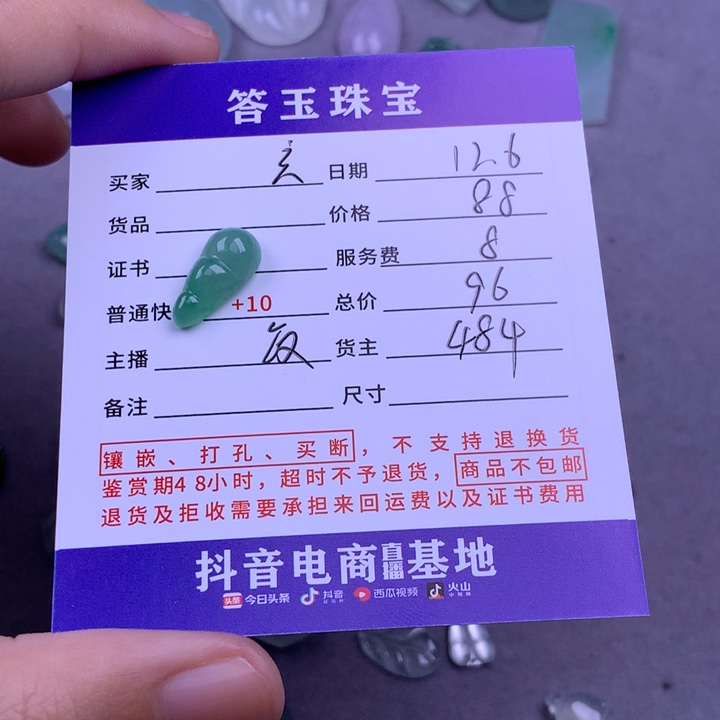 答玉珠宝
买家 日期 126
货品 价格 88
证书 服务费 8
普通快 +10 总价 96
主播 货主 484
备注 尺寸
镶嵌、打孔、买断，不支持退换货
鉴赏期48小时，超时不予退货，商品不包邮
退货及拒收需要承担来回运费以及证书费用
抖音电商直播基地
头条 今日头条 抖音 西瓜视频 火山